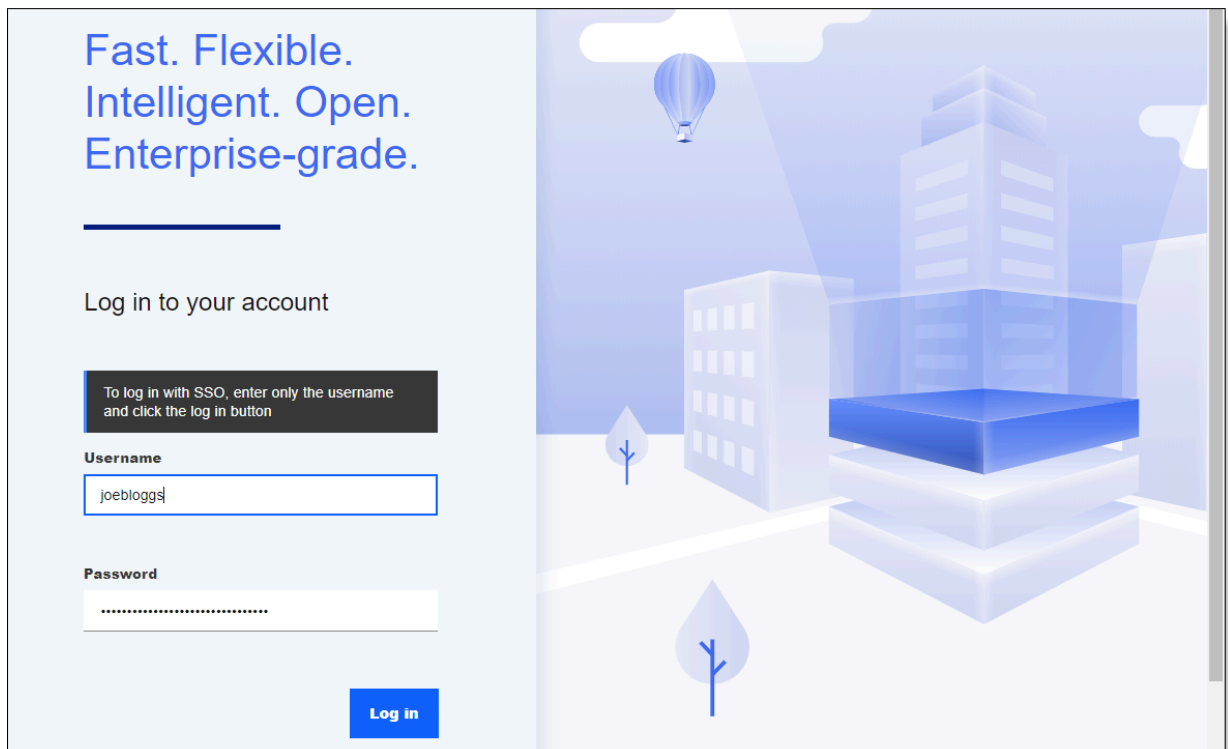 Fast. Flexible.
Intelligent. Open.
Enterprise-grade.
Log in to your account
To log in with SSO, enter only the username
and click the log in button
Username
joebloggs
Password
................................
Log in